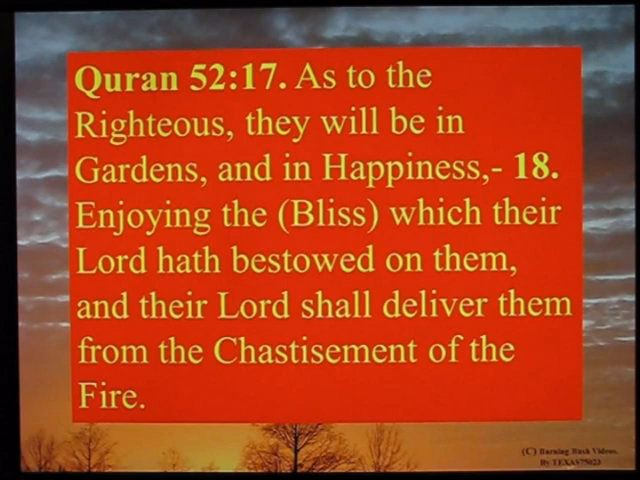 Quran 52:17. As to the
Righteous, they will be in
Gardens, and in Happiness,- 18.
Enjoying the (Bliss) which their
Lord hath bestowed on them,
and their Lord shall deliver them
from the Chastisement of the
Fire.
(C) Burning Bush Videos.
By TEXAS75023